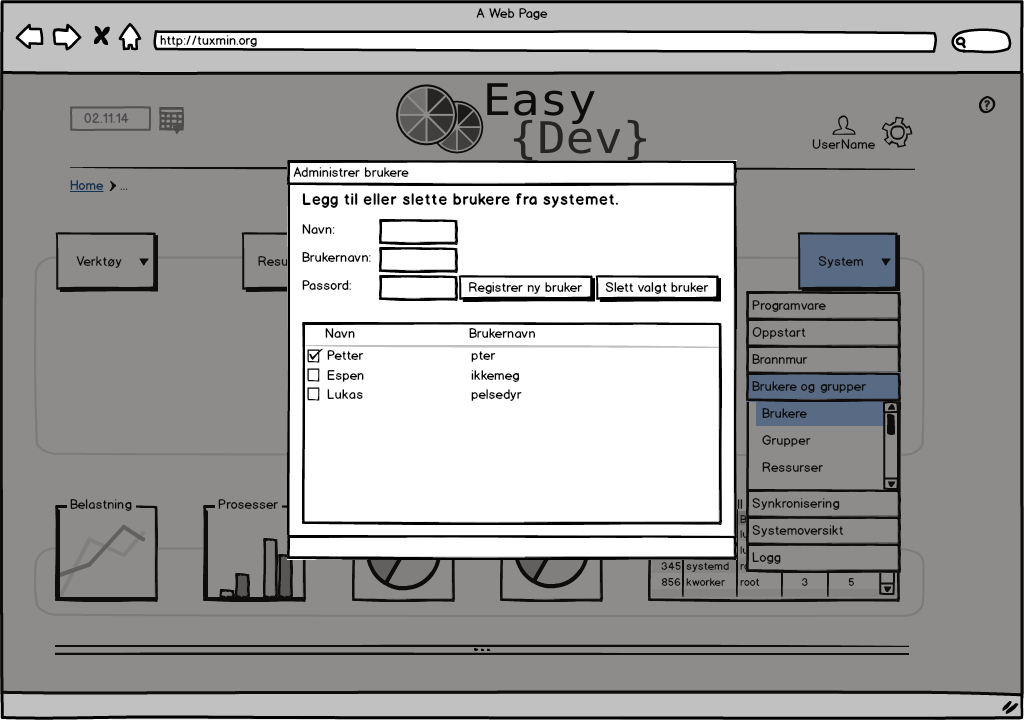 A Web Page
http://tuxmin.org
02.11.14
Easy
{Dev}
?
UserName
Home ...
Administrer brukere
Legg til eller slette brukere fra systemet.
Navn:
Brukernavn:
Passord:
Registrer ny bruker
Slett valgt bruker
Navn Brukernavn
Petter pter
Espen ikkemeg
Lukas pelsedyr
Verktøy
Resu
System
Programvare
Oppstart
Brannmur
Brukere og grupper
Brukere
Grupper
Ressurser
Synkronisering
Systemoversikt
Logg
Belastning
Prosesser
345 systemd
856 kworker root 3 5